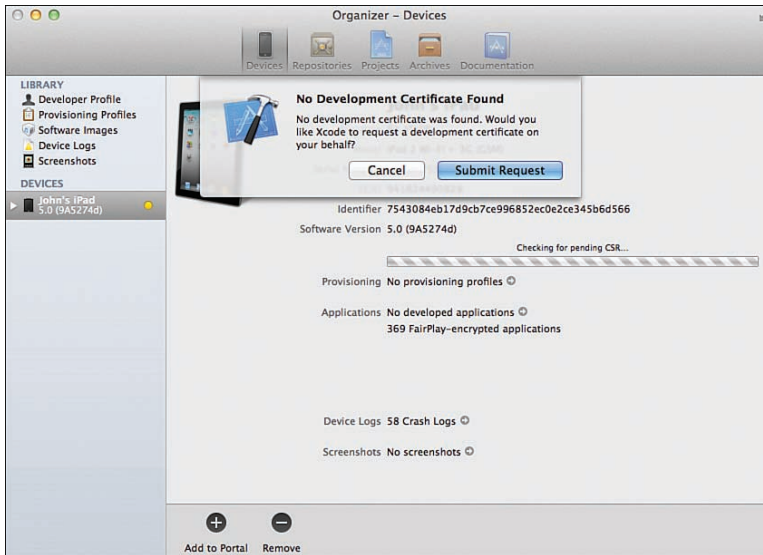 Organizer – Devices
Devices Repositories Projects Archives Documentation
LIBRARY
Developer Profile
Provisioning Profiles
Software Images
Device Logs
Screenshots
DEVICES
John's iPad
5.0 (9A5274d)
No Development Certificate Found
No development certificate was found. Would you
like Xcode to request a development certificate on
your behalf?
Cancel Submit Request
Identifier 7543084eb17d9cb7ce996852ec0e2ce345b6d566
Software Version 5.0 (9A5274d)
Checking for pending CSR...
Provisioning No provisioning profiles
Applications No developed applications
369 FairPlay-encrypted applications
Device Logs 58 Crash Logs
Screenshots No screenshots
Add to Portal Remove